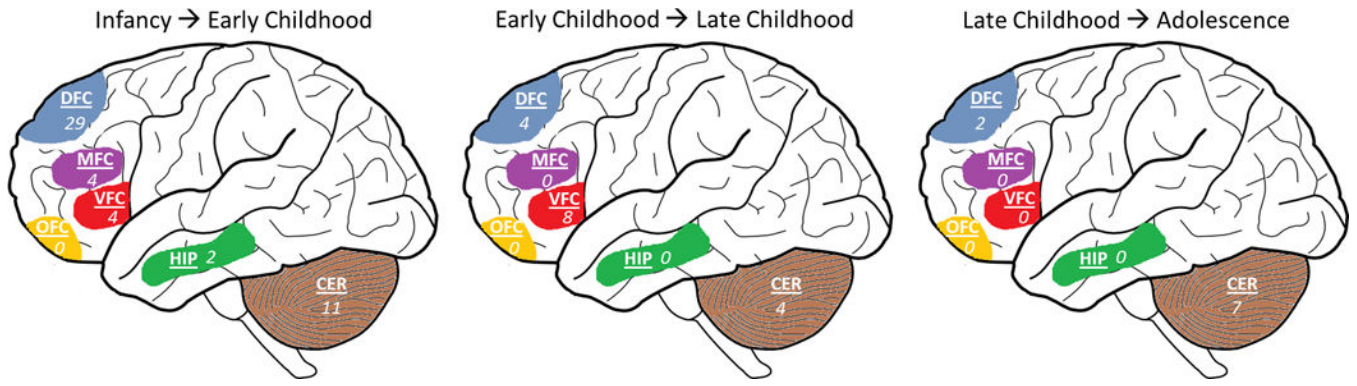 Infancy → Early Childhood
DFC
29
MFC
4
VFC
4
OFC
0
HIP 2
CER
11
Early Childhood → Late Childhood
DFC
4
MFC
0
VFC
8
OFC
0
HIP 0
CER
4
Late Childhood → Adolescence
DFC
2
MFC
0
VFC
0
OFC
0
HIP 0
CER
7